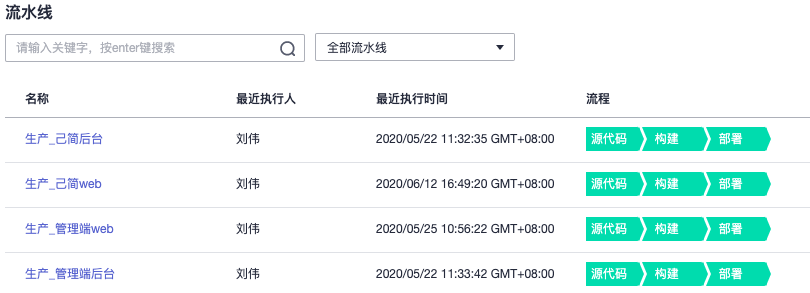 流水线
请输入关键字，按enter键搜索 全部流水线
名称 最近执行人 最近执行时间 流程
生产_己简后台 刘伟 2020/05/22 11:32:35 GMT+08:00 源代码 构建 部署
生产_己简web 刘伟 2020/06/12 16:49:20 GMT+08:00 源代码 构建 部署
生产_管理端web 刘伟 2020/05/25 10:56:22 GMT+08:00 源代码 构建 部署
生产_管理端后台 刘伟 2020/05/22 11:33:42 GMT+08:00 源代码 构建 部署